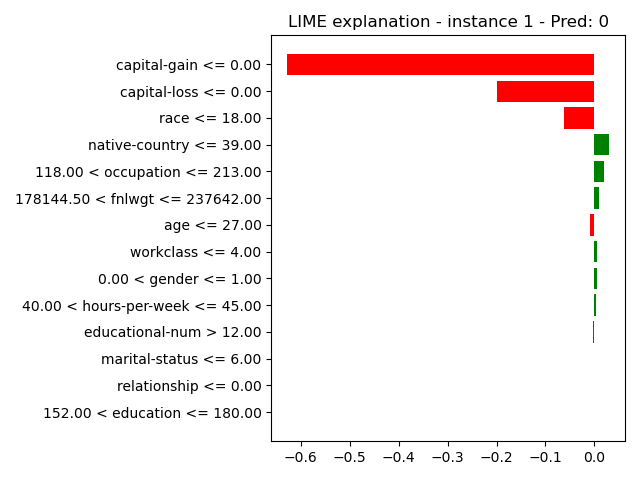 LIME explanation - instance 1 - Pred: 0
capital-gain <= 0.00
capital-loss <= 0.00
race <= 18.00
native-country <= 39.00
118.00 < occupation <= 213.00
178144.50 < fnlwgt <= 237642.00
age <= 27.00
workclass <= 4.00
0.00 < gender <= 1.00
40.00 < hours-per-week <= 45.00
educational-num > 12.00
marital-status <= 6.00
relationship <= 0.00
152.00 < education <= 180.00
−0.6 −0.5 −0.4 −0.3 −0.2 −0.1 0.0